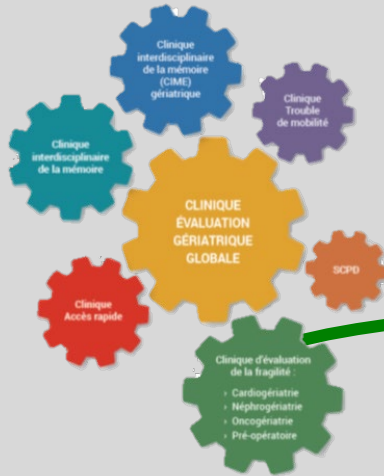 Clinique
interdisciplinaire
de la mémoire
(CIME)
gériatrique
Clinique
Trouble
de mobilité
Clinique
interdisciplinaire
de la mémoire
CLINIQUE
ÉVALUATION
GÉRIATRIQUE
GLOBALE
SCPD
Clinique
Accès rapide
Clinique d'évaluation
de la fragilité :
› Cardiogériatrie
› Néphrogériatrie
› Oncogériatrie
› Pré-opératoire